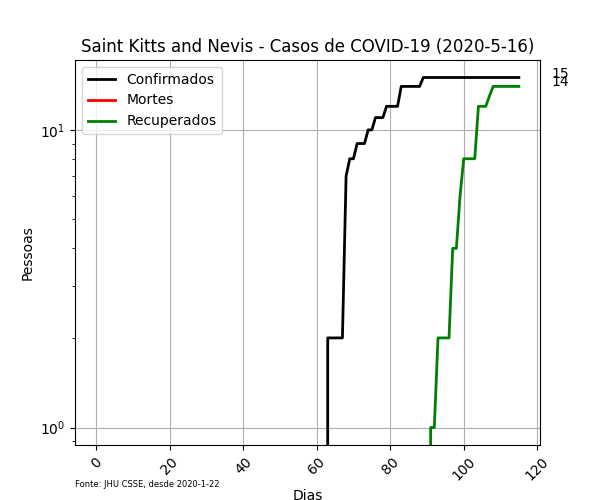 Saint Kitts and Nevis - Casos de COVID-19 (2020-5-16)
Confirmados
Mortes
Recuperados
15
14
10¹
10⁰
Pessoas
0 20 40 60 80 100 120
Dias
Fonte: JHU CSSE, desde 2020-1-22